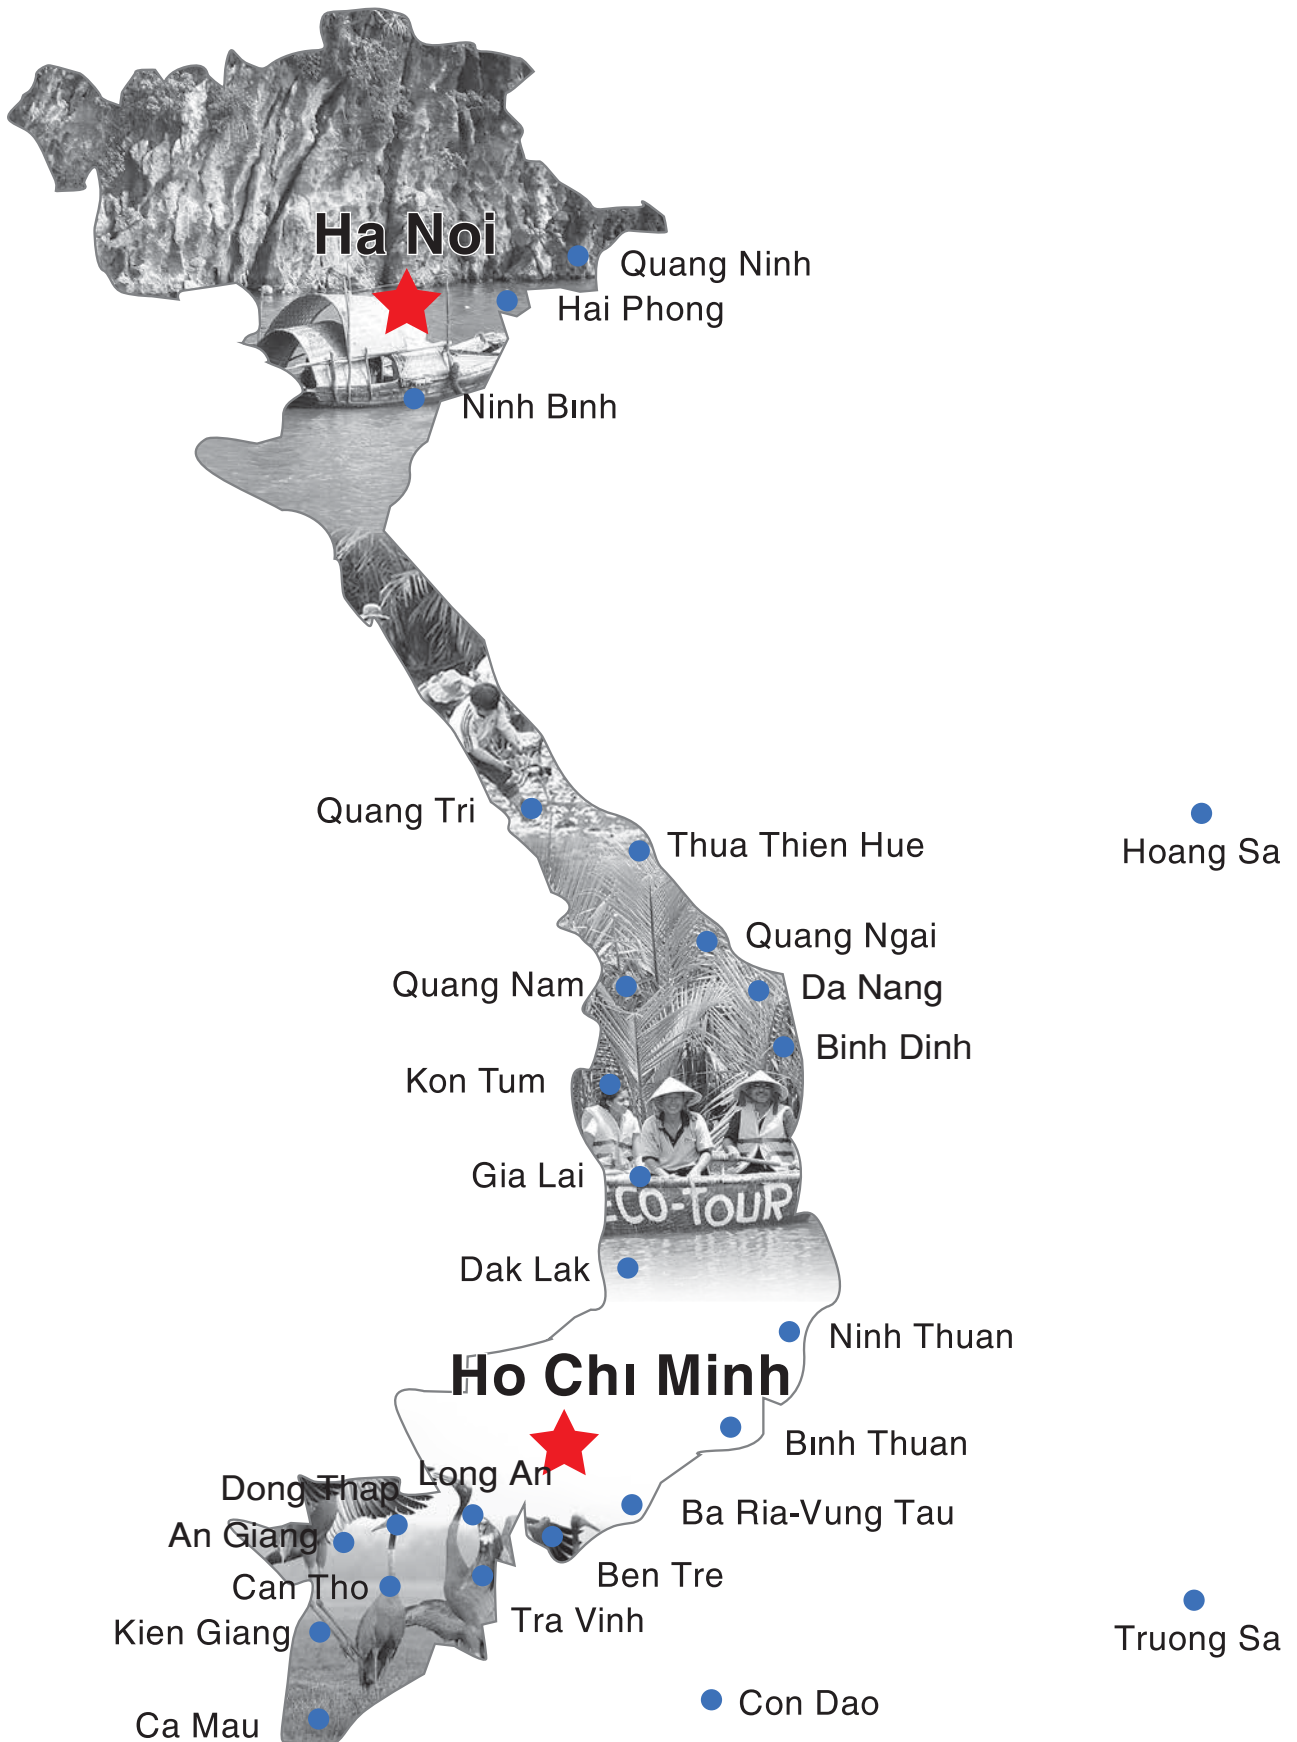 Ha Noi
Quang Ninh
Hai Phong
Nınh Bınh
Quang Tri
Thua Thien Hue
Hoang Sa
Quang Ngai
Quang Nam
Da Nang
Binh Dinh
Kon Tum
Gia Lai
ECO-TOUR
Dak Lak
Ninh Thuan
Ho Chı Minh
Bınh Thuan
Long An
Dong Thap
Ba Ria-Vung Tau
An Giang
Ben Tre
Can Tho
Tra Vinh
Kien Giang
Truong Sa
Con Dao
Ca Mau